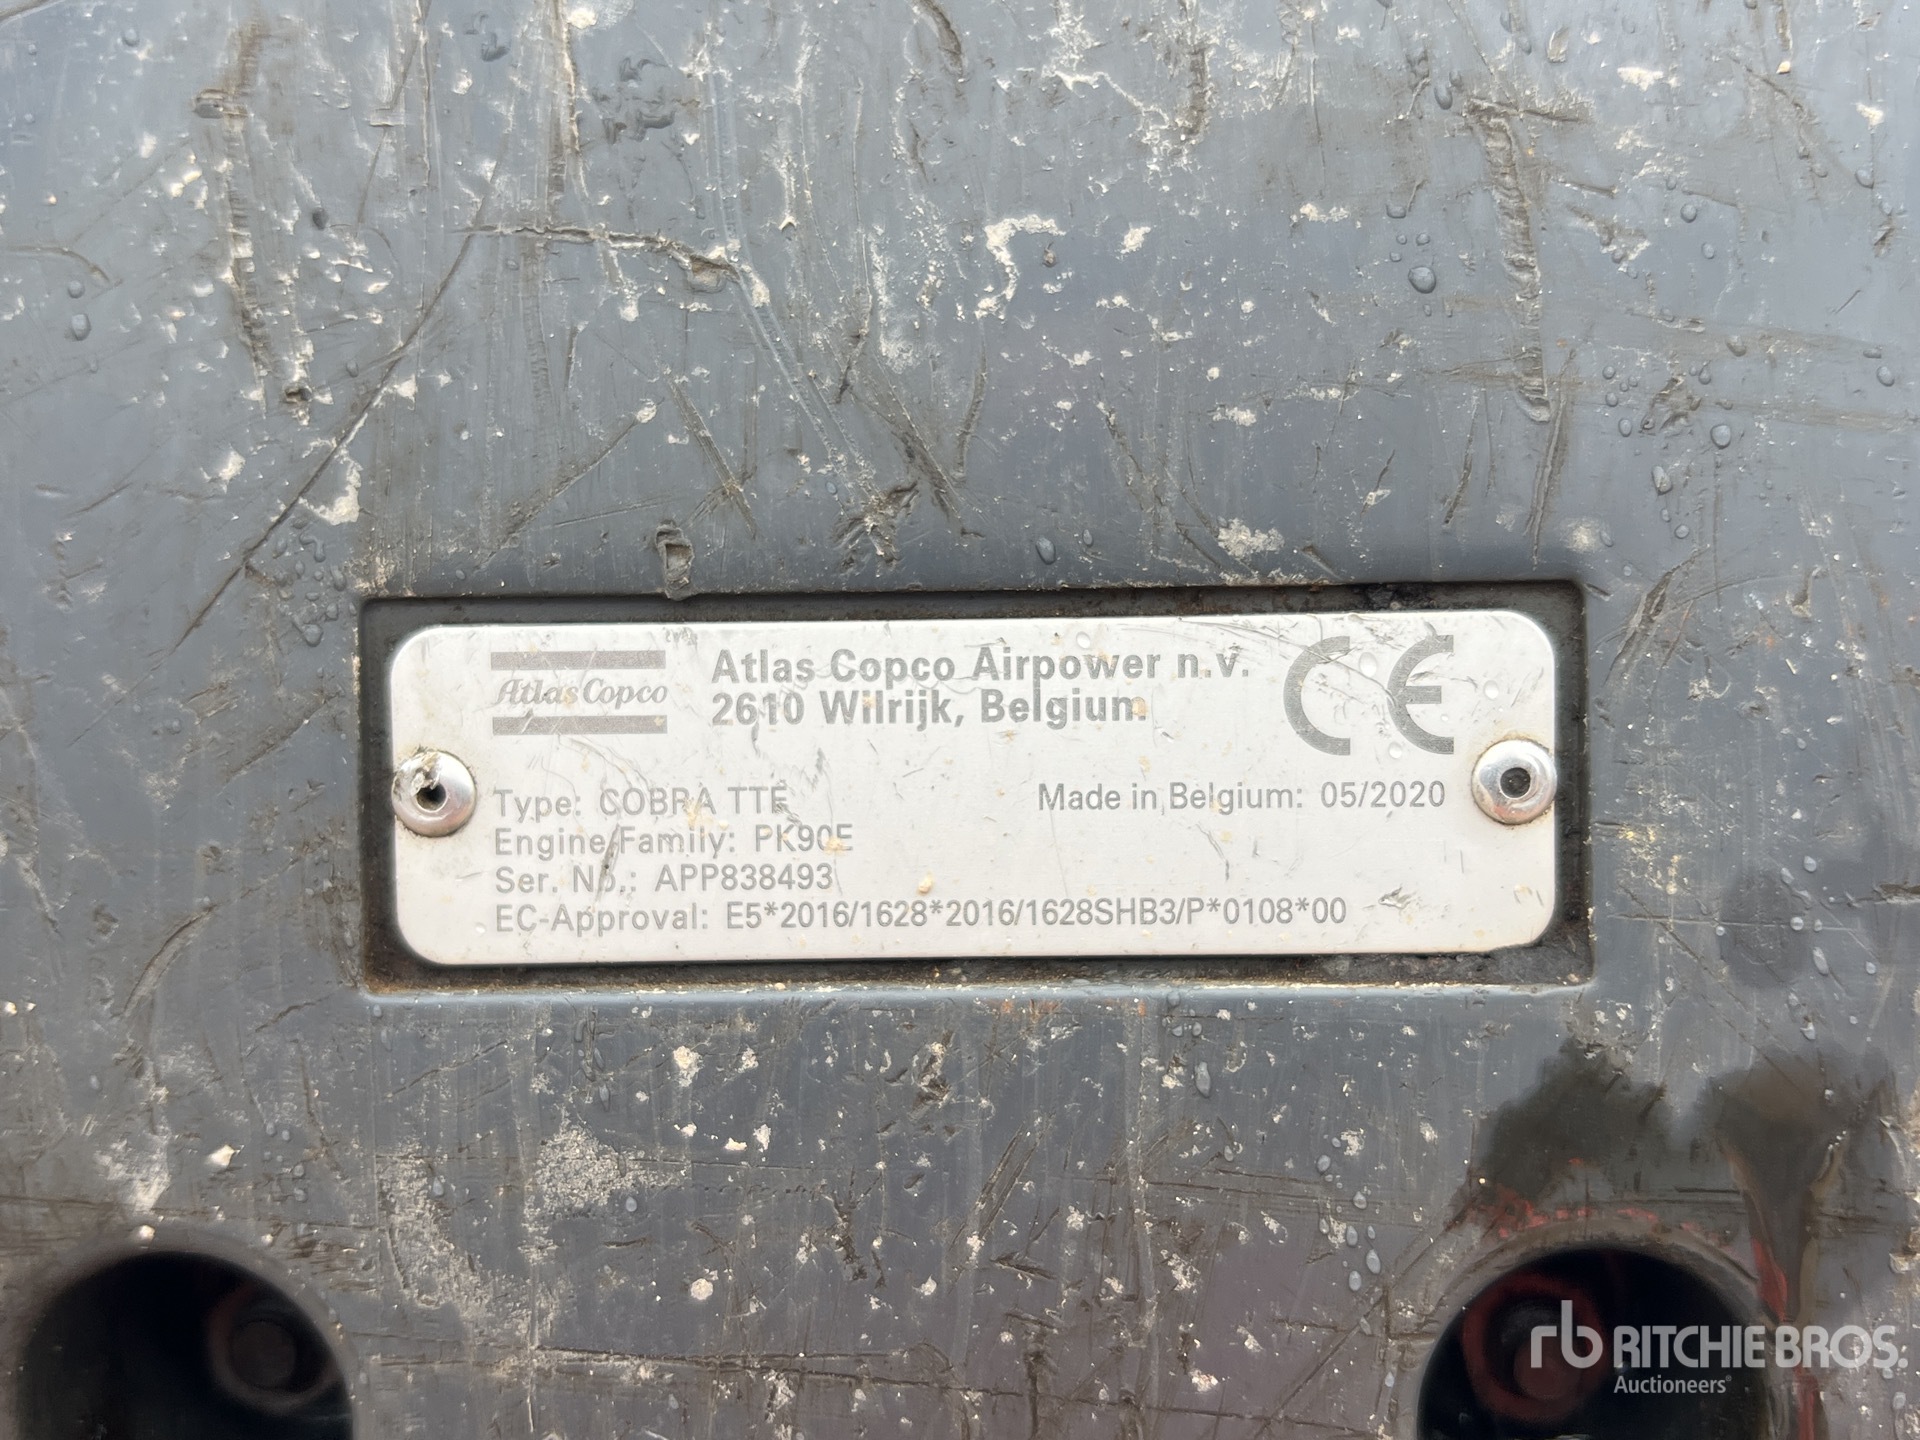 Atlas Copco
Atlas Copco Airpower n.v.
2610 Wilrijk, Belgium.
CE
Type: COBRA TTE
Made in Belgium: 05/2020
Engine Family: PK90E
Ser. No.: APP838493
EC-Approval: E5*2016/1628*2016/1628SHB3/P*0108*00
rb RITCHIE BROS.
Auctioneers®